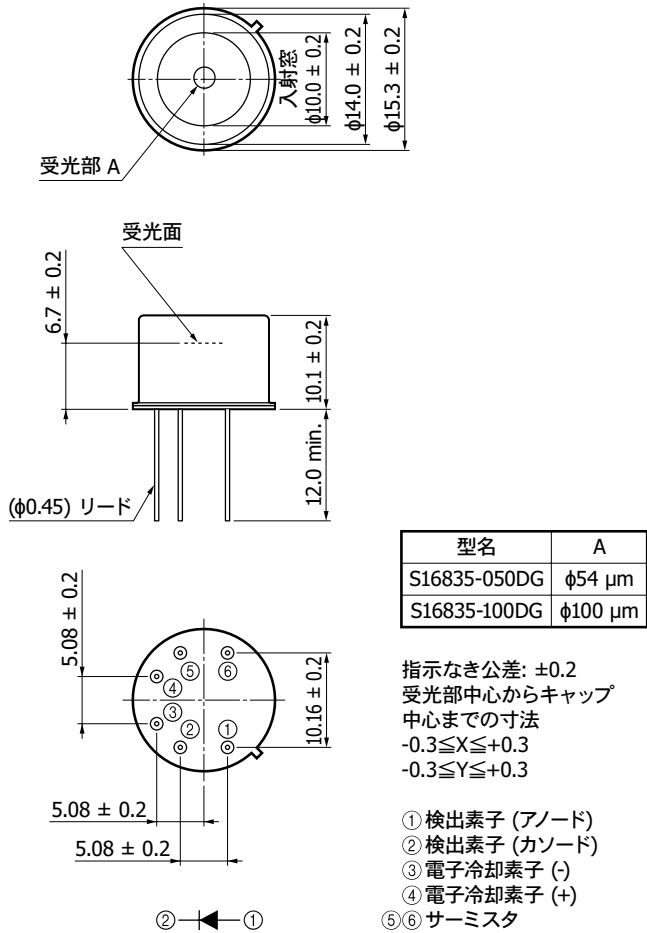 入射窓
φ10.0 ± 0.2
φ14.0 ± 0.2
φ15.3 ± 0.2
受光部 A
受光面
6.7 ± 0.2
10.1 ± 0.2
12.0 min.
(φ0.45) リード
型名 A
S16835-050DG φ54 µm
S16835-100DG φ100 µm
5.08 ± 0.2
⑤ ⑥
④
③
② ①
10.16 ± 0.2
5.08 ± 0.2
5.08 ± 0.2
② ①
指示なき公差: ±0.2
受光部中心からキャップ
中心までの寸法
-0.3≦X≦+0.3
-0.3≦Y≦+0.3
①検出素子 (アノード)
②検出素子 (カソード)
③電子冷却素子 (-)
④電子冷却素子 (+)
⑤⑥サーミスタ